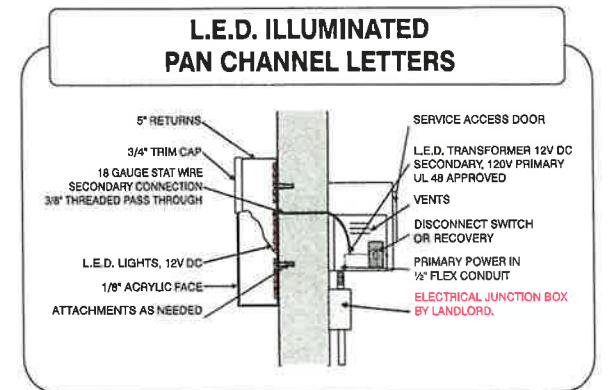 L.E.D. ILLUMINATED
PAN CHANNEL LETTERS
5" RETURNS
3/4" TRIM CAP
18 GAUGE STAT WIRE
SECONDARY CONNECTION
3/8" THREADED PASS THROUGH
L.E.D. LIGHTS, 12V DC
1/8" ACRYLIC FACE
ATTACHMENTS AS NEEDED
SERVICE ACCESS DOOR
L.E.D. TRANSFORMER 12V DC
SECONDARY, 120V PRIMARY
UL 48 APPROVED
VENTS
DISCONNECT SWITCH
OR RECOVERY
PRIMARY POWER IN
½" FLEX CONDUIT
ELECTRICAL JUNCTION BOX
BY LANDLORD.